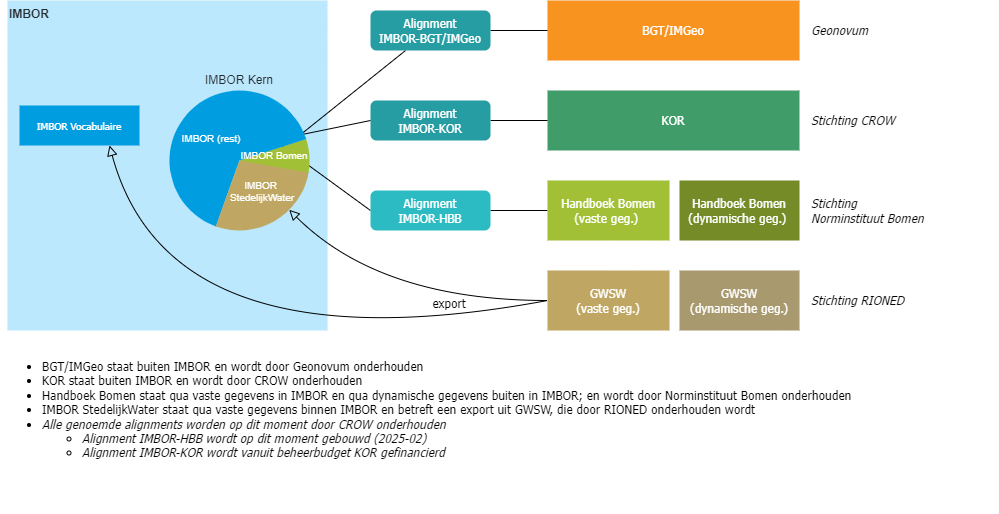 IMBOR
Alignment
IMBOR-BGT/IMGeo
BGT/IMGeo
Geonovum
IMBOR Kern
IMBOR Vocabulaire
IMBOR (rest)
IMBOR Bomen
IMBOR
StedelijkWater
Alignment
IMBOR-KOR
KOR
Stichting CROW
Alignment
IMBOR-HBB
Handboek Bomen
(vaste geg.)
Handboek Bomen
(dynamische geg.)
Stichting
Norminstituut Bomen
export
GWSW
(vaste geg.)
GWSW
(dynamische geg.)
Stichting RIONED
• BGT/IMGeo staat buiten IMBOR en wordt door Geonovum onderhouden
• KOR staat buiten IMBOR en wordt door CROW onderhouden
• Handboek Bomen staat qua vaste gegevens in IMBOR en qua dynamische gegevens buiten in IMBOR; en wordt door Norminstituut Bomen onderhouden
• IMBOR StedelijkWater staat qua vaste gegevens binnen IMBOR en betreft een export uit GWSW, die door RIONED onderhouden wordt
• Alle genoemde alignments worden op dit moment door CROW onderhouden
◦ Alignment IMBOR-HBB wordt op dit moment gebouwd (2025-02)
◦ Alignment IMBOR-KOR wordt vanuit beheerbudget KOR gefinancierd